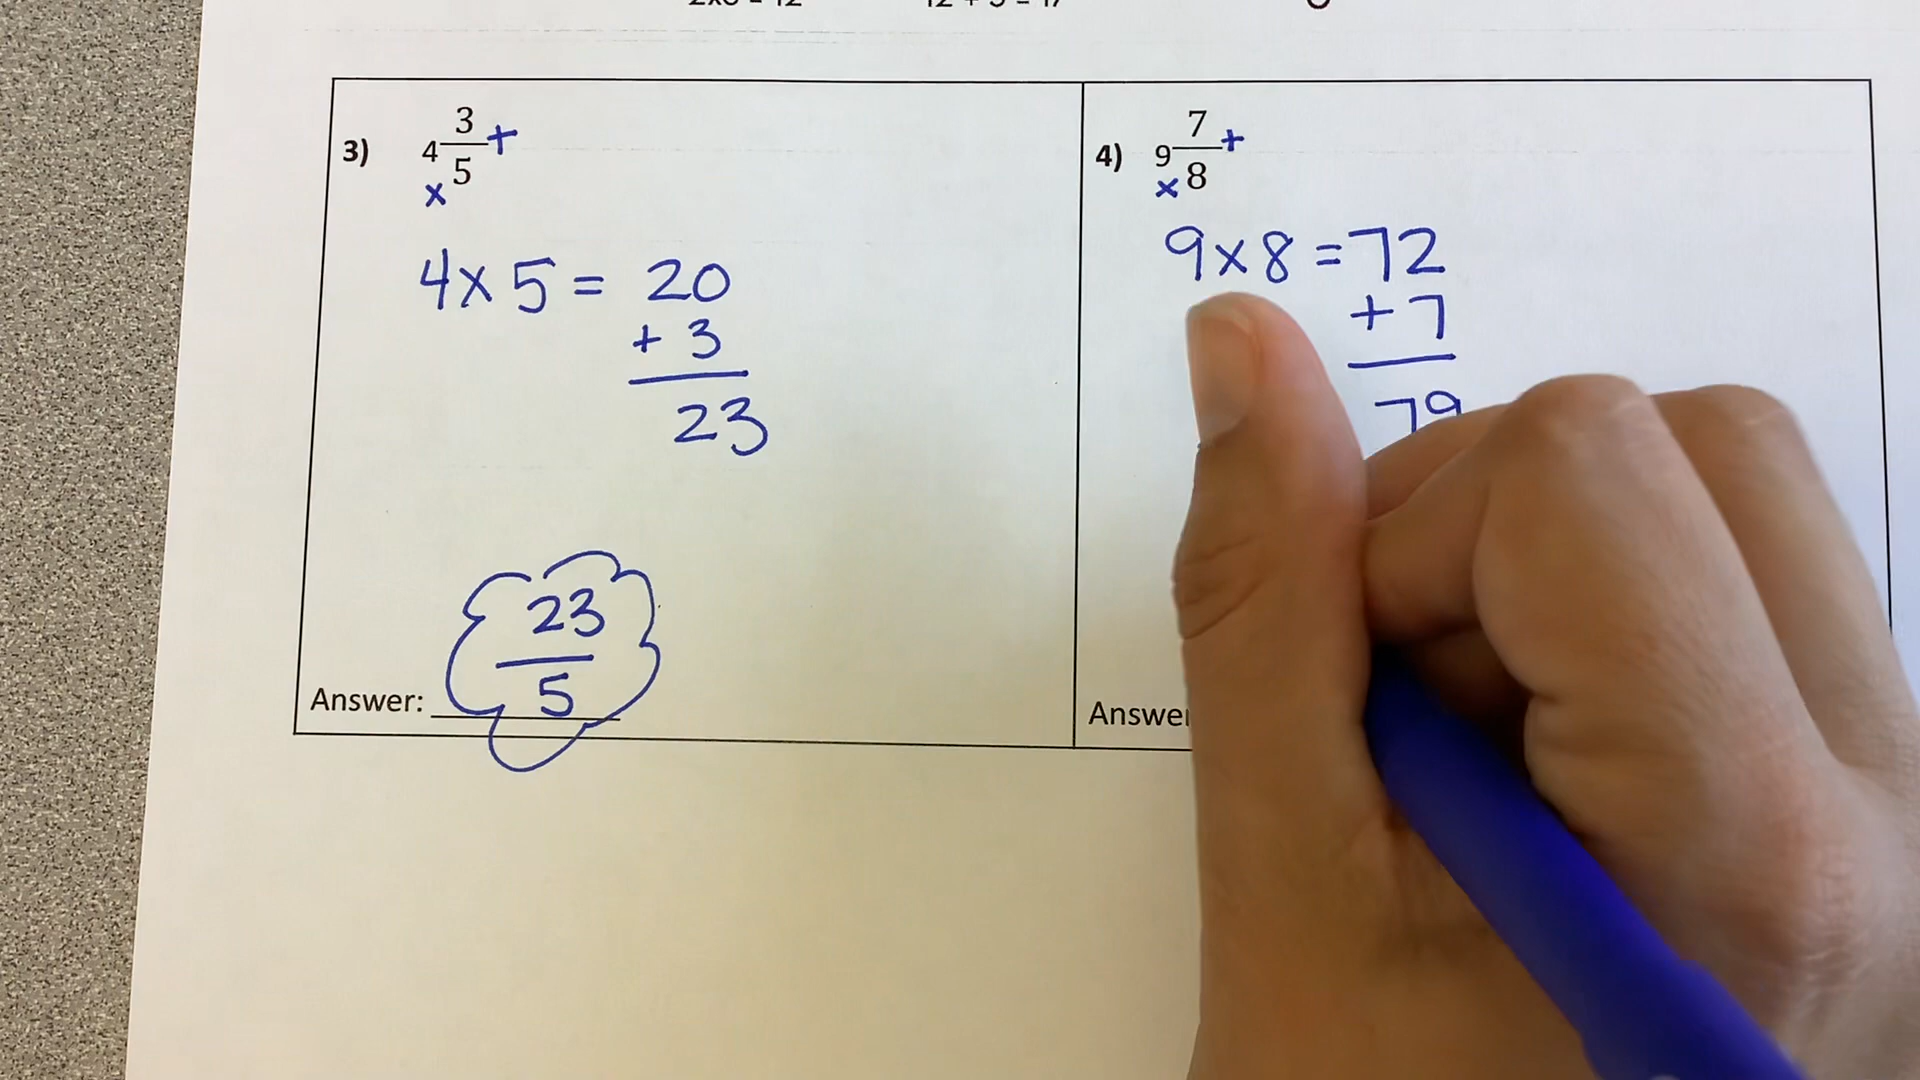 3) 4 3/5 +
x
4 x 5 = 20
+ 3
23
23
5
Answer:
4) 9 7/8 +
x
9 x 8 = 72
+ 7
79